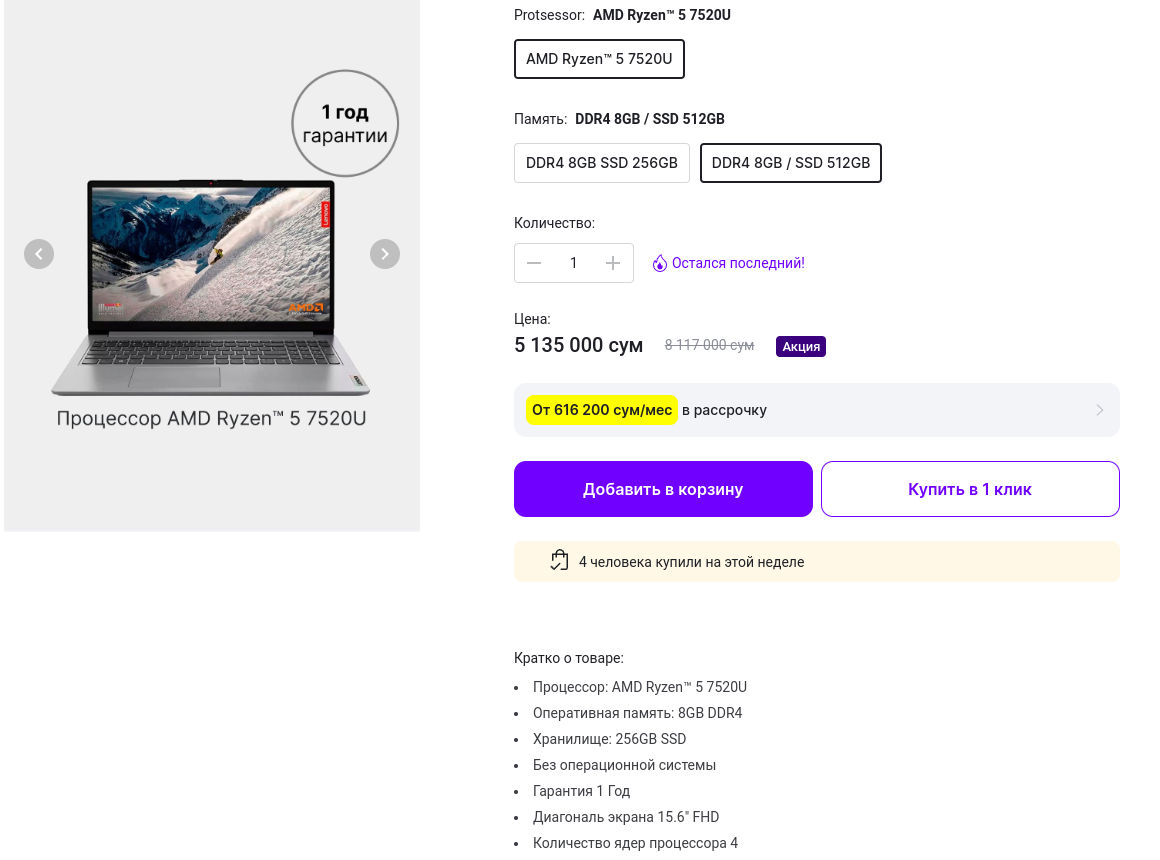 1 год
гарантии
Lenovo
AMD
Процессор AMD Ryzen™ 5 7520U
Protsessor: AMD Ryzen™ 5 7520U
AMD Ryzen™ 5 7520U
Память: DDR4 8GB / SSD 512GB
DDR4 8GB SSD 256GB
DDR4 8GB / SSD 512GB
Количество:
1
Остался последний!
Цена:
5 135 000 сум 8 117 000 сум Акция
От 616 200 сум/мес в рассрочку
Добавить в корзину
Купить в 1 клик
4 человека купили на этой неделе
Кратко о товаре:
• Процессор: AMD Ryzen™ 5 7520U
• Оперативная память: 8GB DDR4
• Хранилище: 256GB SSD
• Без операционной системы
• Гарантия 1 Год
• Диагональ экрана 15.6" FHD
• Количество ядер процессора 4